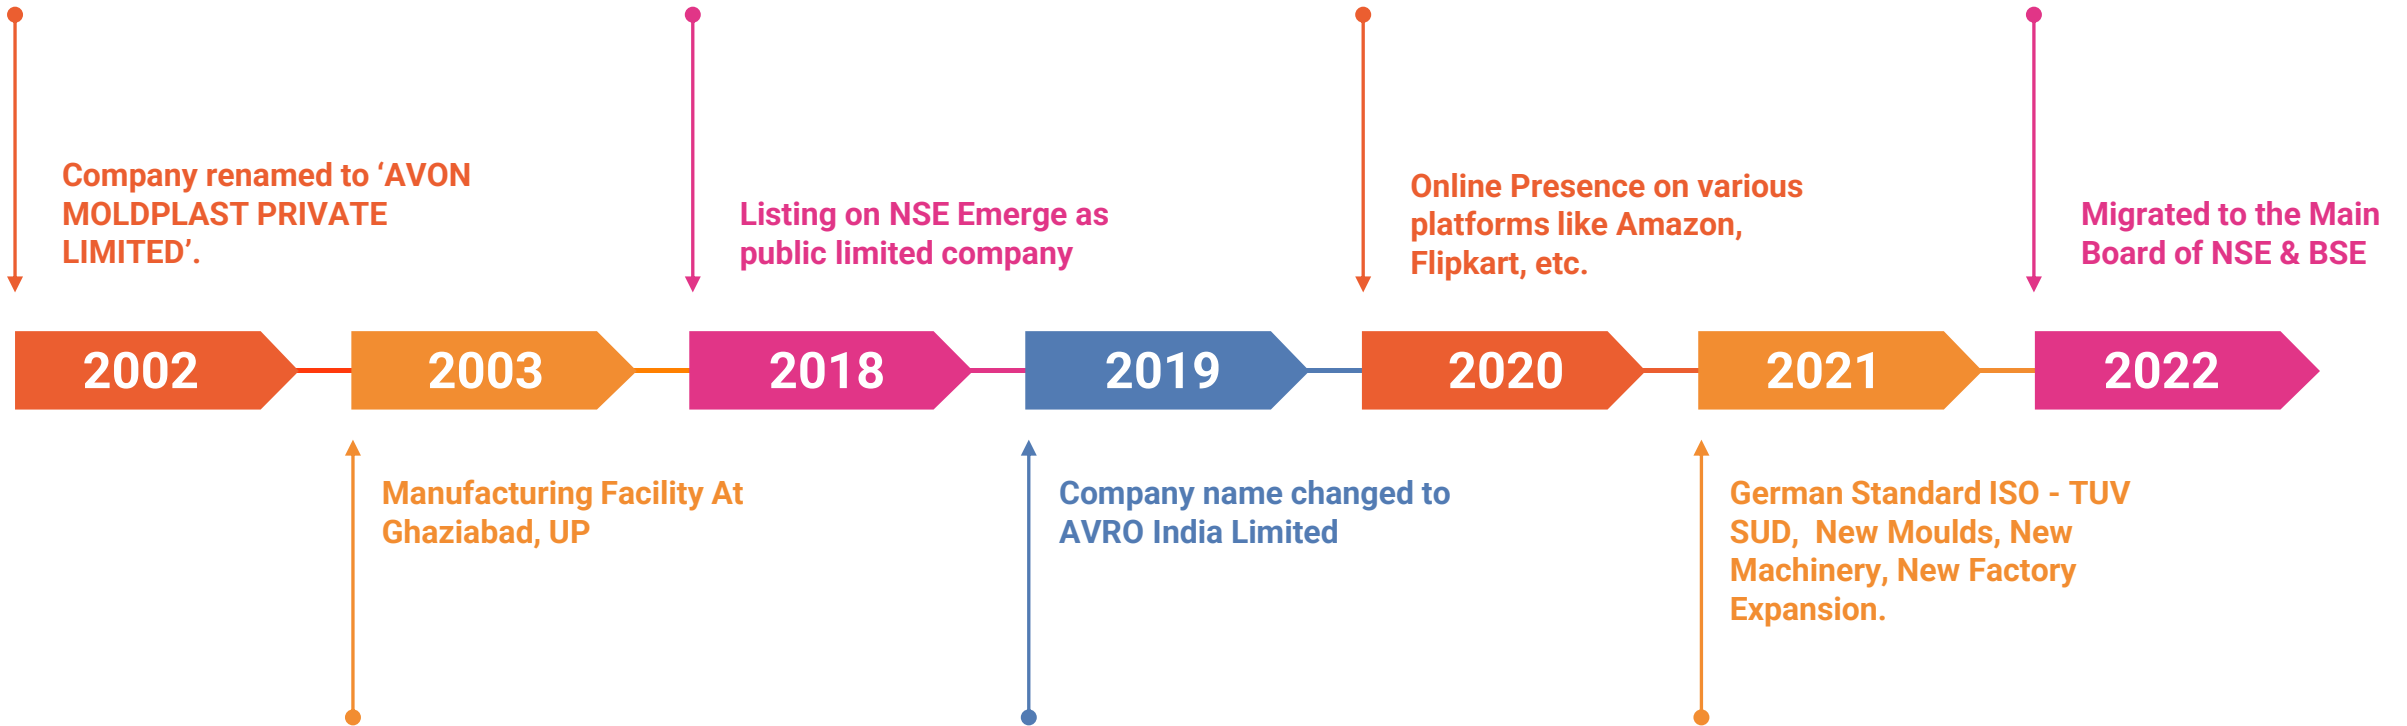 Company renamed to ‘AVON
MOLDPLAST PRIVATE
LIMITED’.
Listing on NSE Emerge as
public limited company
Online Presence on various
platforms like Amazon,
Flipkart, etc.
Migrated to the Main
Board of NSE & BSE
2002
2003
2018
2019
2020
2021
2022
Manufacturing Facility At
Ghaziabad, UP
Company name changed to
AVRO India Limited
German Standard ISO - TUV
SUD,  New Moulds, New
Machinery, New Factory
Expansion.